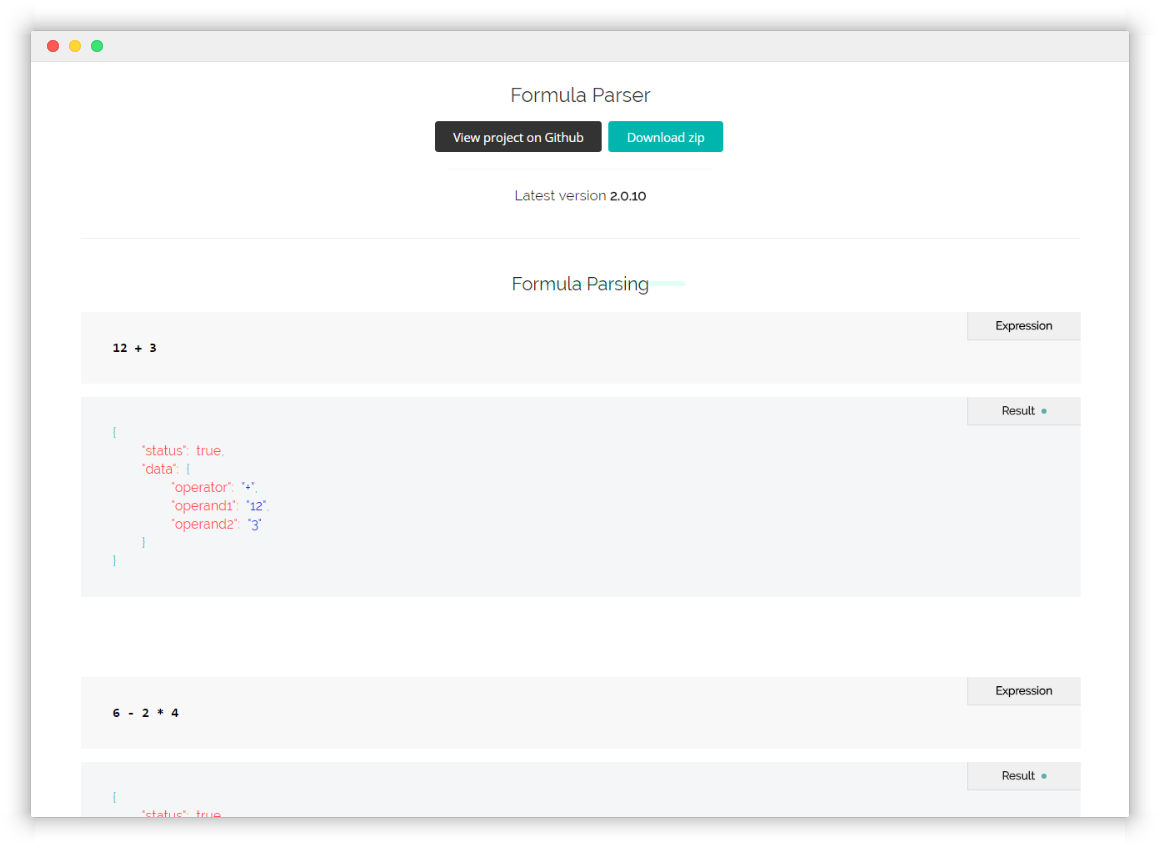 Formula Parser
View project on Github Download zip
Latest version 2.0.10
Formula Parsing
Expression
12 + 3
Result
{
"status": true,
"data": {
"operator": "+",
"operand1": "12",
"operand2": "3"
}
}
Expression
6 - 2 * 4
Result
{
"status": true,